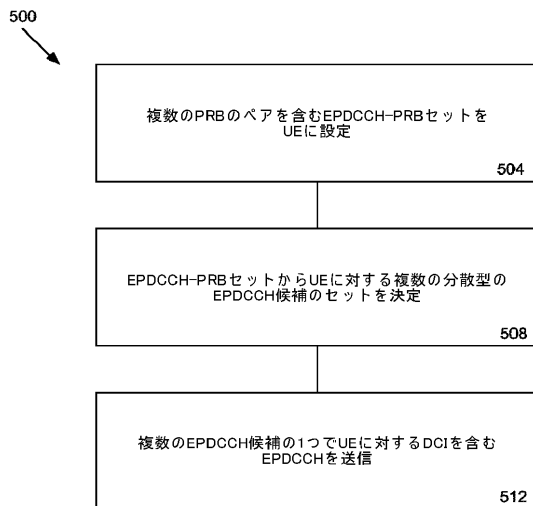 500
複数のPRBのペアを含むEPDCCH-PRBセットを
UEに設定
504
EPDCCH-PRBセットからUEに対する複数の分散型の
EPDCCH候補のセットを決定
508
複数のEPDCCH候補の1つでUEに対するDCIを含む
EPDCCHを送信
512